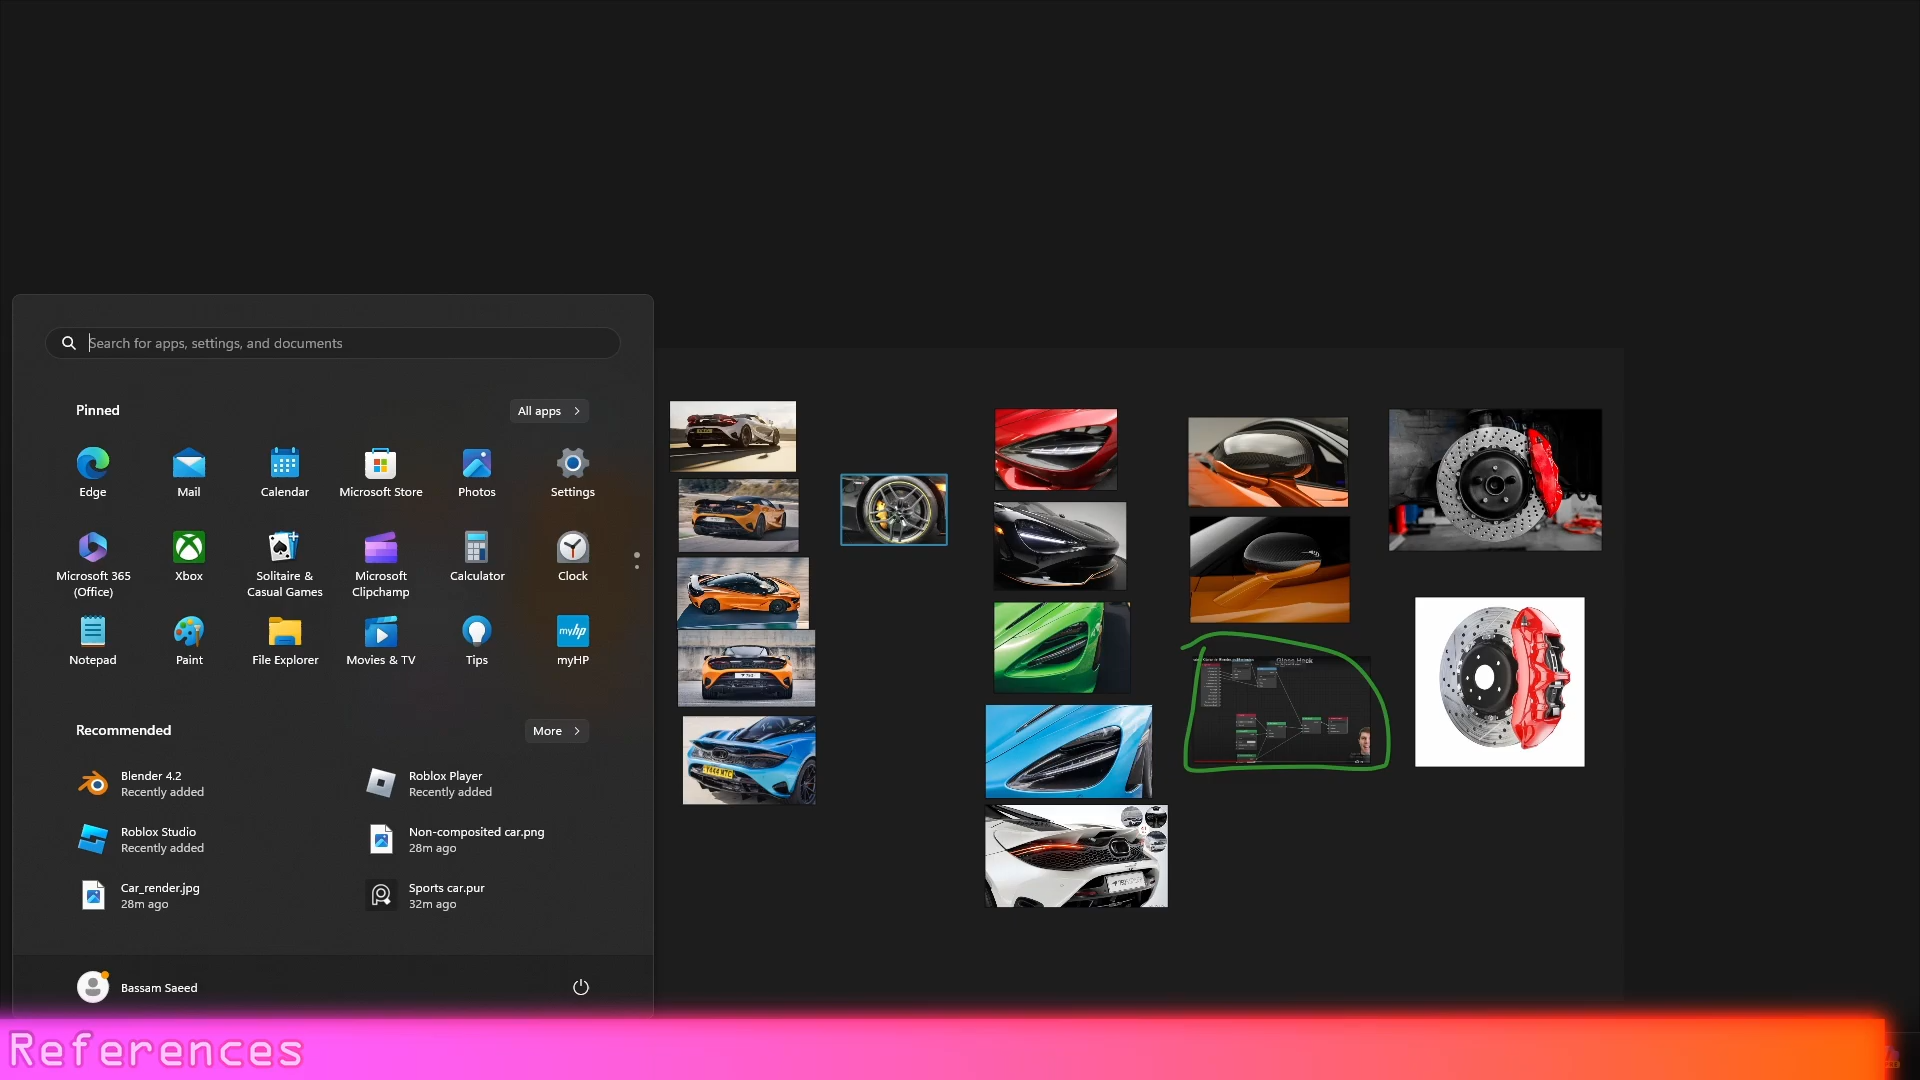 Search for apps, settings, and documents
Pinned
All apps
Edge
Mail
Calendar
Microsoft Store
Photos
Settings
Microsoft 365
(Office)
Xbox
Solitaire &
Casual Games
Microsoft
Clipchamp
Calculator
Clock
Notepad
Paint
File Explorer
Movies & TV
Tips
myhp
myHP
Recommended
More
Blender 4.2
Recently added
Roblox Player
Recently added
Roblox Studio
Recently added
Non-composited car.png
28m ago
Car_render.jpg
28m ago
Sports car.pur
32m ago
Bassam Saeed
Glass Hack
References